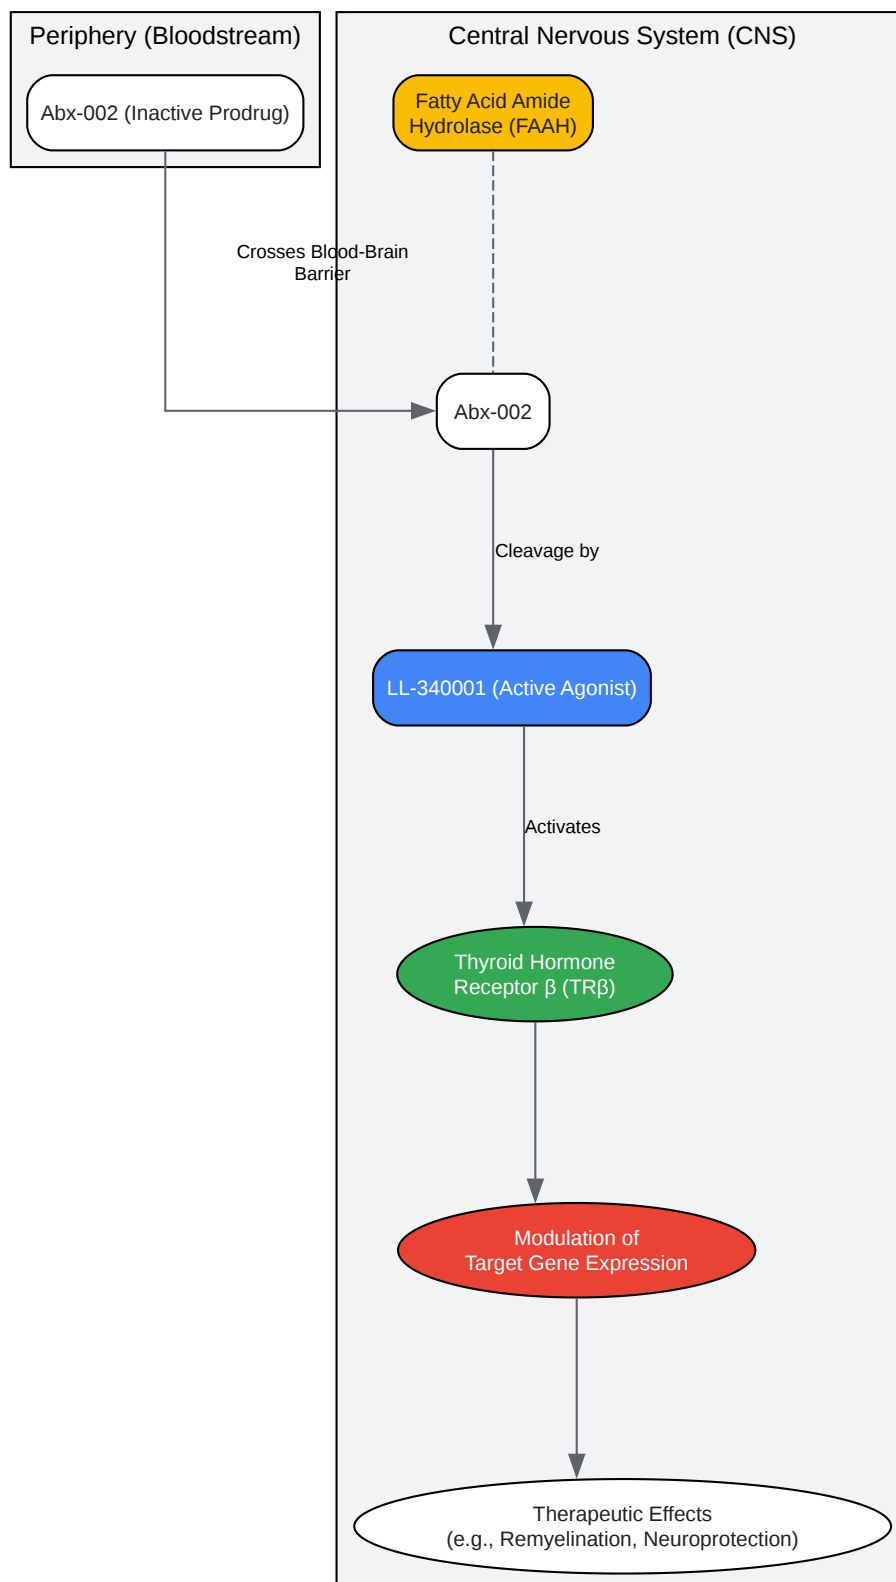 Periphery (Bloodstream)
Abx-002 (Inactive Prodrug)
Central Nervous System (CNS)
Fatty Acid Amide
Hydrolase (FAAH)
Crosses Blood-Brain
Barrier
Abx-002
Cleavage by
LL-340001 (Active Agonist)
Activates
Thyroid Hormone
Receptor β (TRβ)
Modulation of
Target Gene Expression
Therapeutic Effects
(e.g., Remyelination, Neuroprotection)